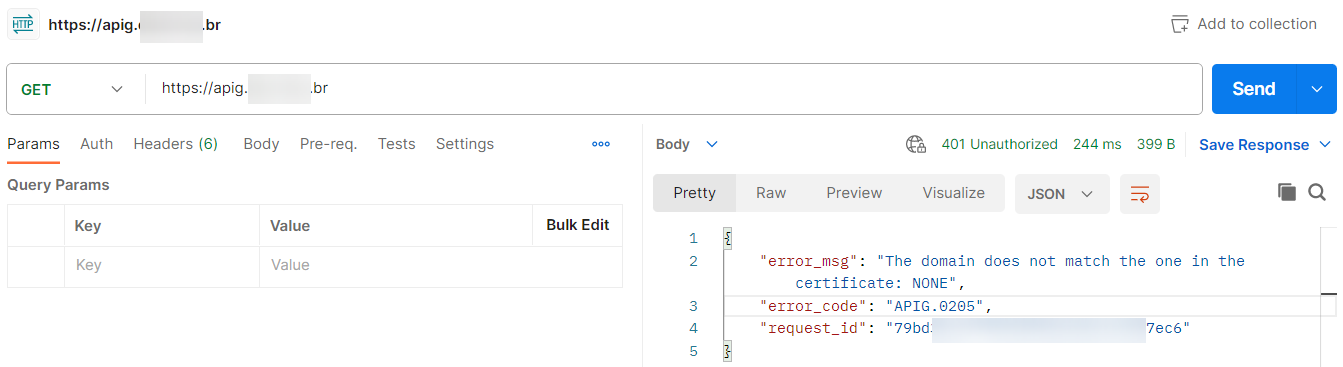 HTTP https://apig. .br Add to collection
GET https://apig. .br Send
Params Auth Headers (6) Body Pre-req. Tests Settings
Body 401 Unauthorized 244 ms 399 B Save Response
Query Params
Pretty Raw Preview Visualize JSON
Key Value Bulk Edit
Key Value
1 {
2 "error_msg": "The domain does not match the one in the
certificate: NONE",
3 "error_code": "APIG.0205",
4 "request_id": "79bd 7ec6"
5 }